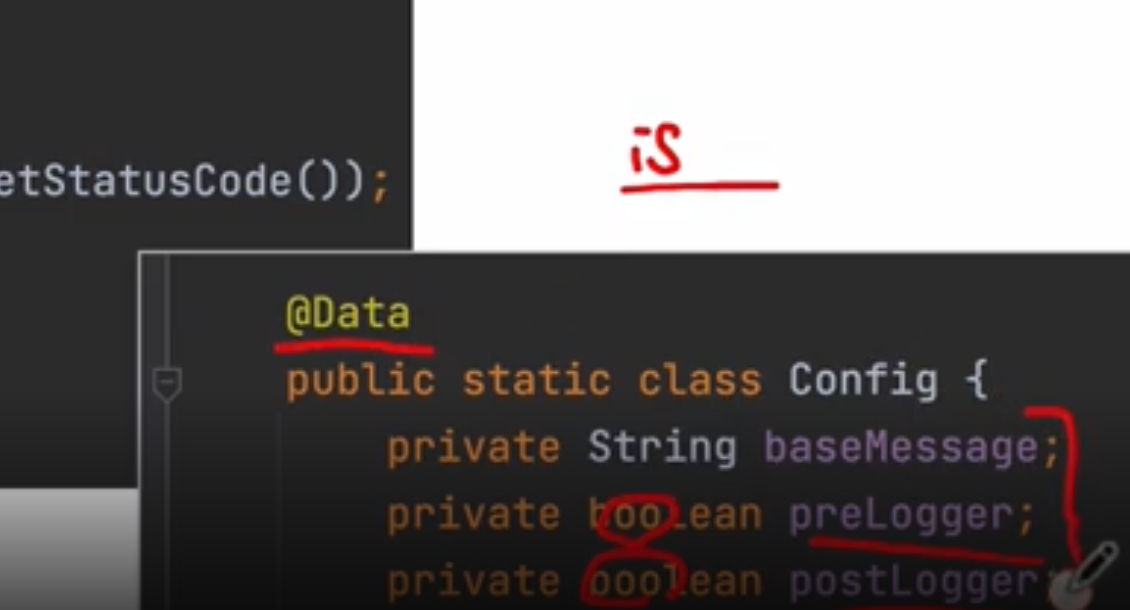 etStatusCode());
is
@Data
public static class Config {
private String baseMessage;
private boolean preLogger;
private boolean postLogger;